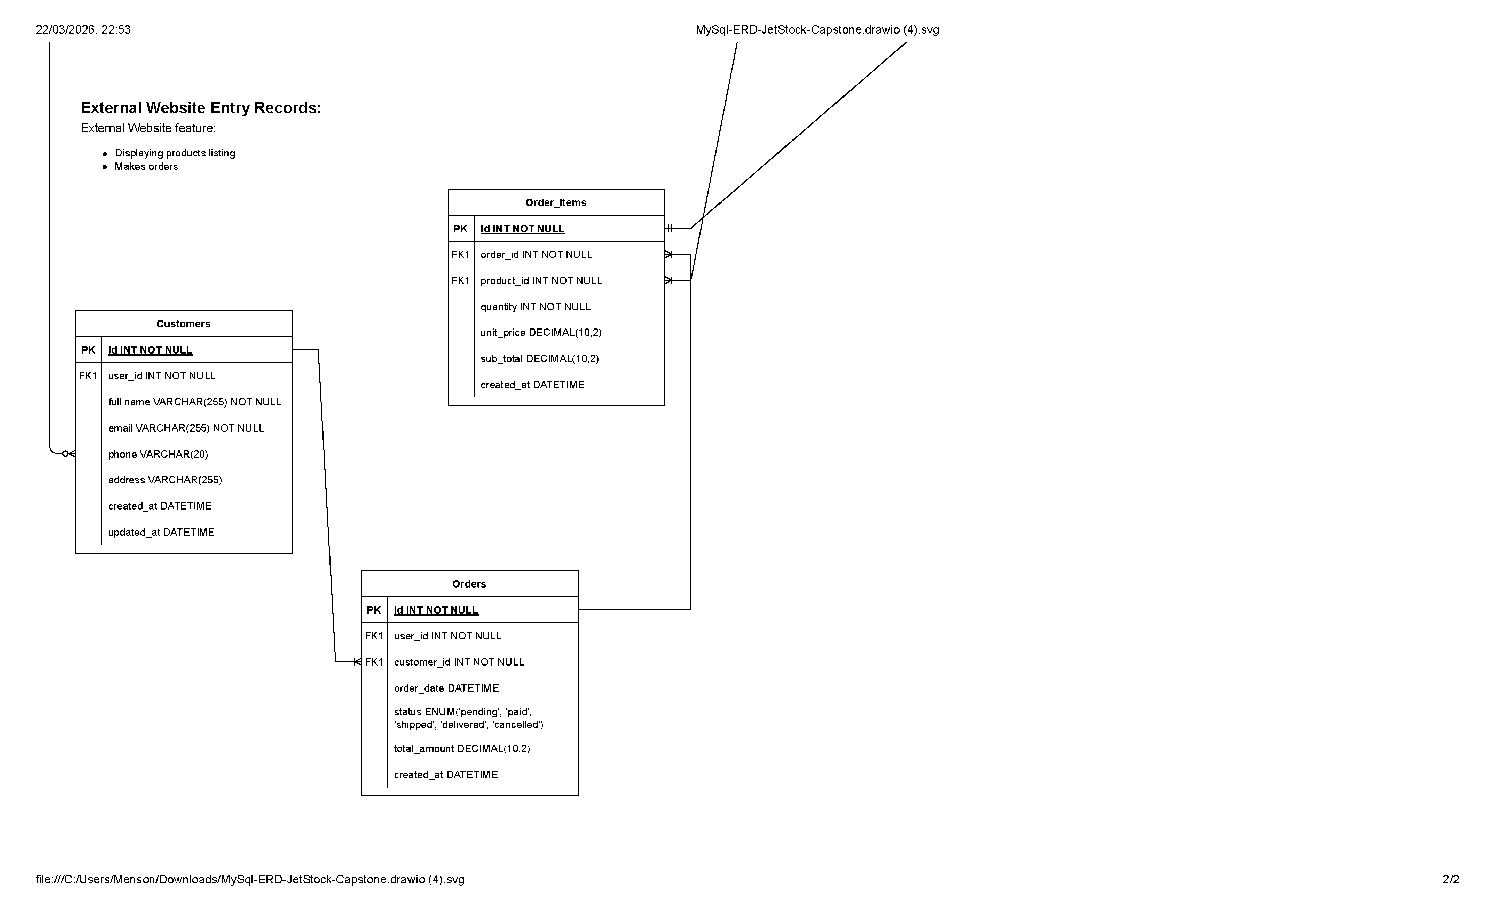 22/03/2026, 22:53
MySql-ERD-JetStock-Capstone.drawio (4).svg
External Website Entry Records:
External Website feature:
Displaying products listing
Makes orders
Order_Items
PK id INT NOT NULL
FK1 order_id INT NOT NULL
FK1 product_id INT NOT NULL
quantity INT NOT NULL
unit_price DECIMAL(10,2)
sub_total DECIMAL(10,2)
created_at DATETIME
Customers
PK id INT NOT NULL
FK1 user_id INT NOT NULL
full name VARCHAR(255) NOT NULL
email VARCHAR(255) NOT NULL
phone VARCHAR(20)
address VARCHAR(255)
created_at DATETIME
updated_at DATETIME
Orders
PK id INT NOT NULL
FK1 user_id INT NOT NULL
FK1 customer_id INT NOT NULL
order_date DATETIME
status ENUM('pending', 'paid',
'shipped', 'delivered', 'cancelled')
total_amount DECIMAL(10,2)
created_at DATETIME
file:///C:/Users/Menson/Downloads/MySql-ERD-JetStock-Capstone.drawio (4).svg
2/2